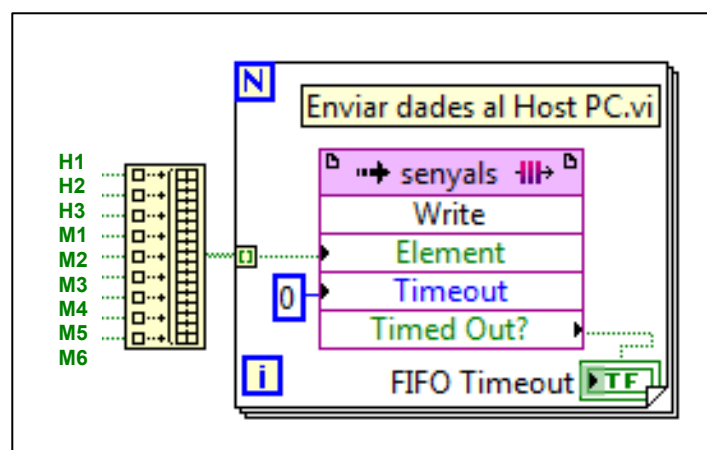 N
Enviar dades al Host PC.vi
H1
H2
H3
M1
M2
M3
M4
M5
M6
senyals
Write
Element
0
Timeout
Timed Out?
i
FIFO Timeout
TF